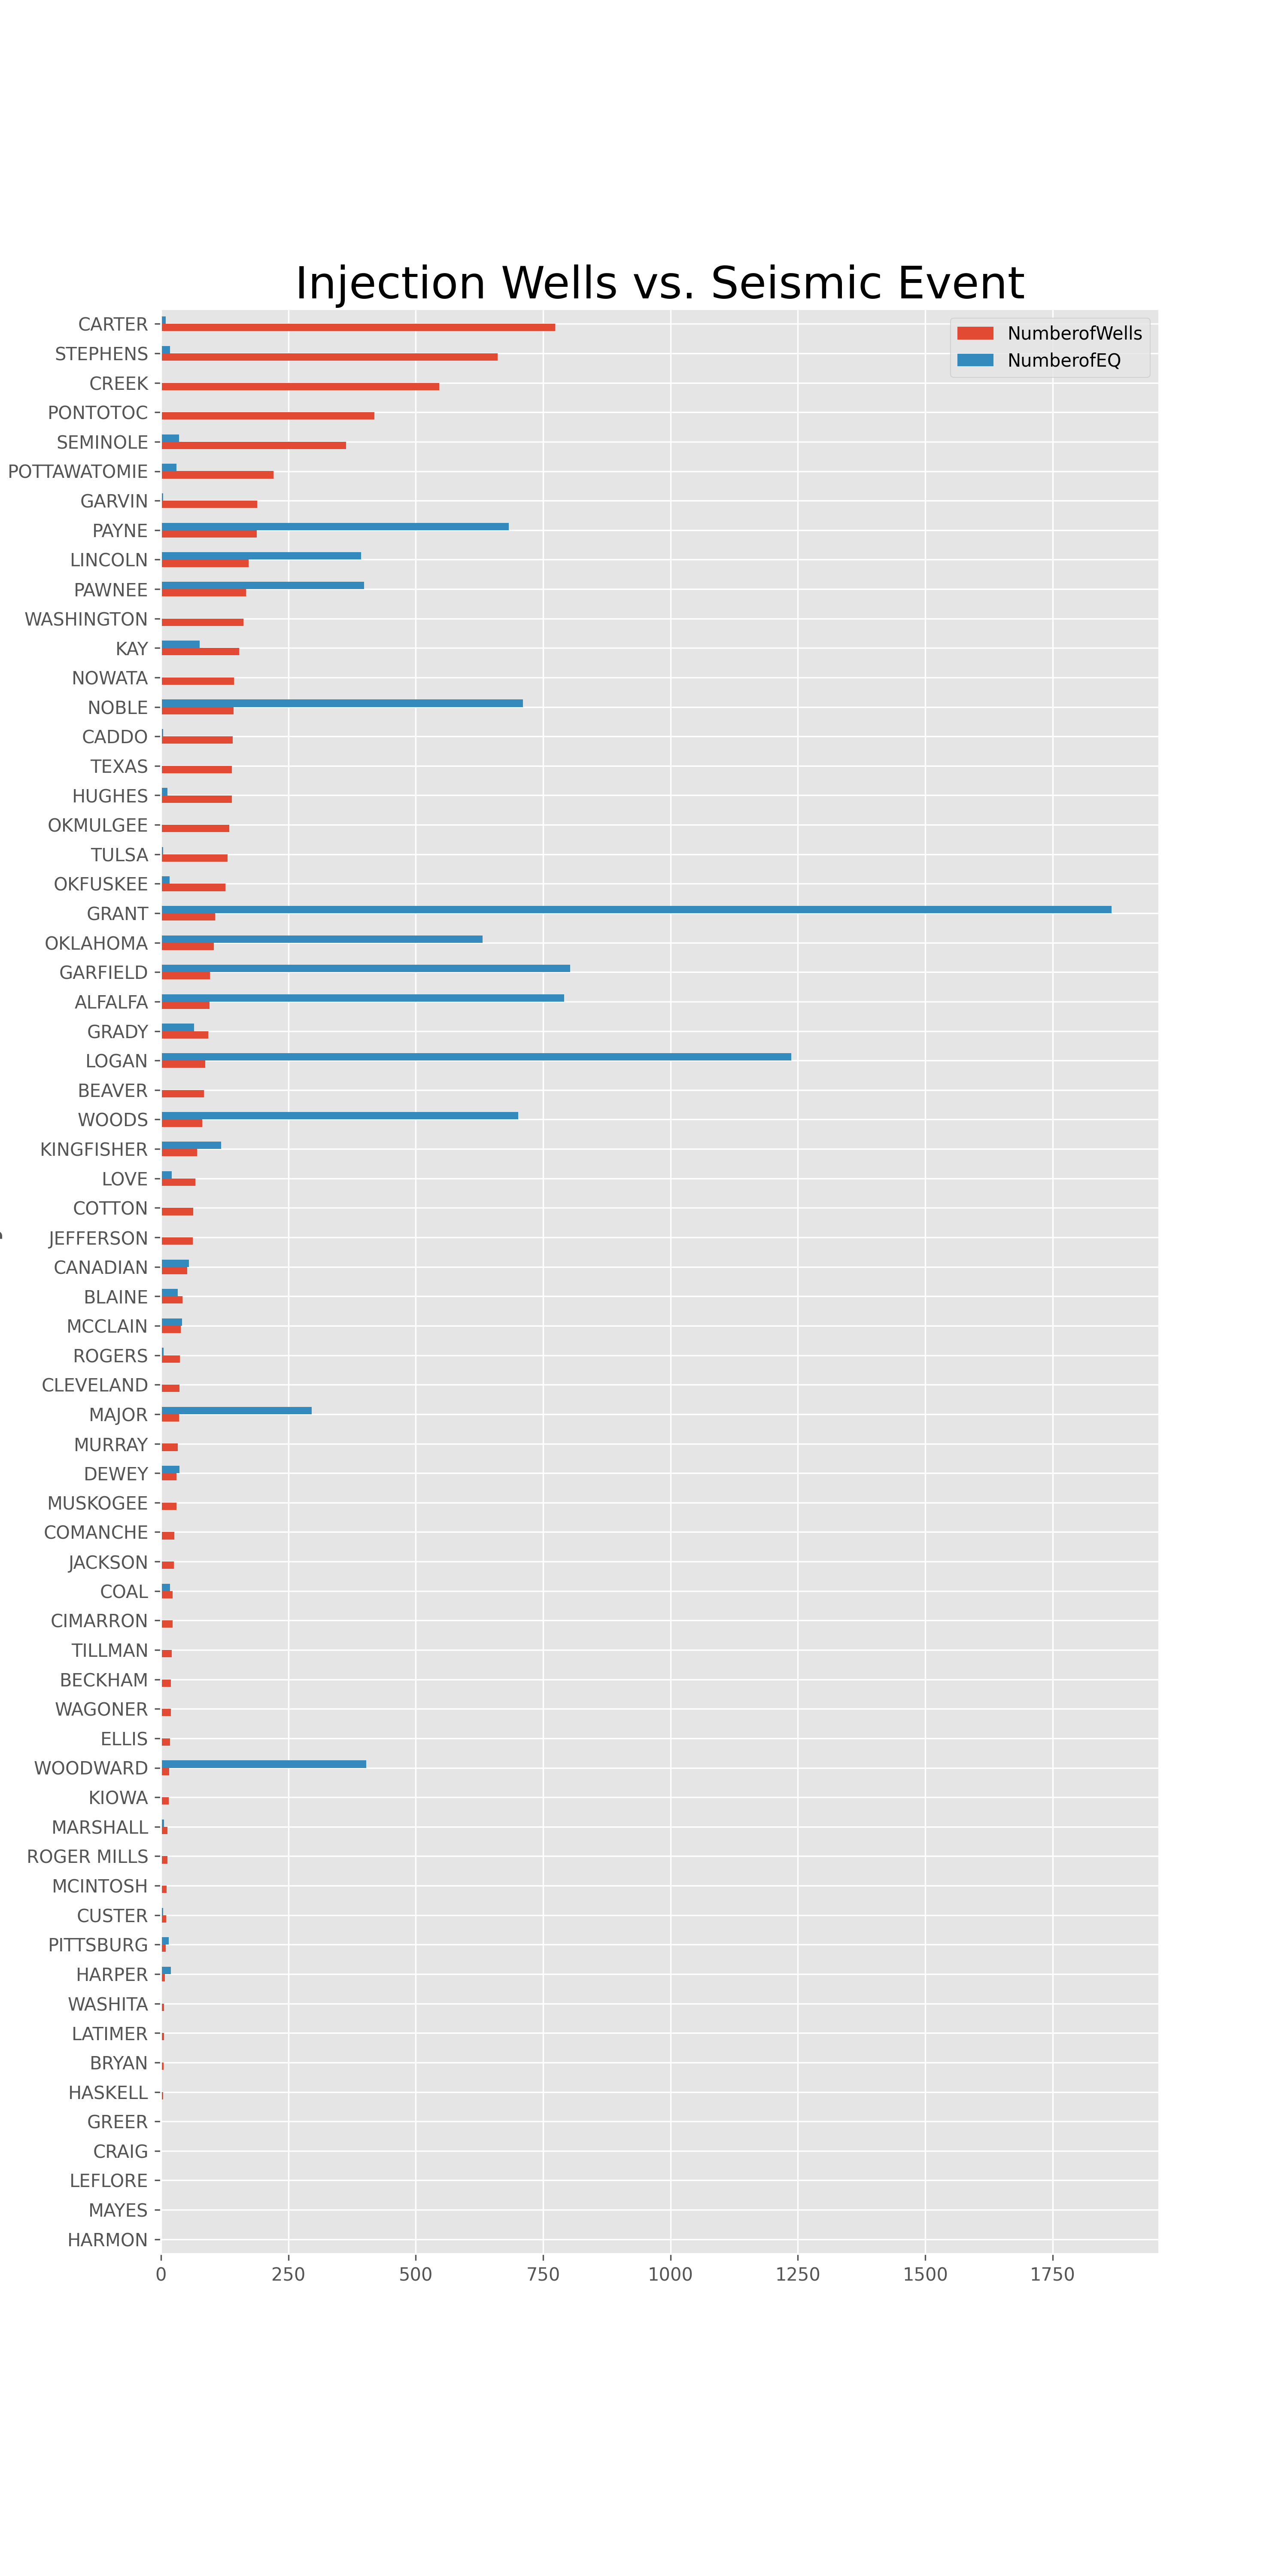 Injection Wells vs. Seismic Event
NumberofWells
NumberofEQ
CARTER
STEPHENS
CREEK
PONTOTOC
SEMINOLE
POTTAWATOMIE
GARVIN
PAYNE
LINCOLN
PAWNEE
WASHINGTON
KAY
NOWATA
NOBLE
CADDO
TEXAS
HUGHES
OKMULGEE
TULSA
OKFUSKEE
GRANT
OKLAHOMA
GARFIELD
ALFALFA
GRADY
LOGAN
BEAVER
WOODS
KINGFISHER
LOVE
COTTON
JEFFERSON
CANADIAN
BLAINE
MCCLAIN
ROGERS
CLEVELAND
MAJOR
MURRAY
DEWEY
MUSKOGEE
COMANCHE
JACKSON
COAL
CIMARRON
TILLMAN
BECKHAM
WAGONER
ELLIS
WOODWARD
KIOWA
MARSHALL
ROGER MILLS
MCINTOSH
CUSTER
PITTSBURG
HARPER
WASHITA
LATIMER
BRYAN
HASKELL
GREER
CRAIG
LEFLORE
MAYES
HARMON
0 250 500 750 1000 1250 1500 1750